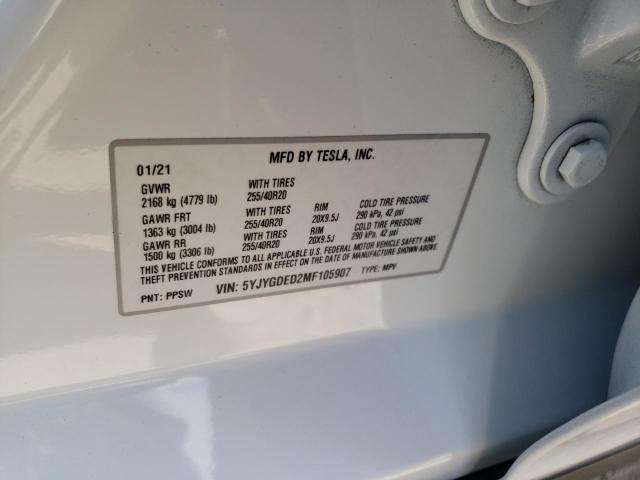 MFD BY TESLA, INC.
01/21
GVWR WITH TIRES
2168 kg (4779 lb) 255/40R20
GAWR FRT WITH TIRES RIM COLD TIRE PRESSURE
1363 kg (3004 lb) 255/40R20 20X9.5J 290 kPa, 42 psi
GAWR RR WITH TIRES RIM COLD TIRE PRESSURE
1500 kg (3306 lb) 255/40R20 20X9.5J 290 kPa, 42 psi
THIS VEHICLE CONFORMS TO ALL APPLICABLE U.S. FEDERAL MOTOR VEHICLE SAFETY AND
THEFT PREVENTION STANDARDS IN EFFECT ON THE DATE OF MANUFACTURE SHOWN ABOVE.
PNT: PPSW VIN: 5YJYGDED2MF105907 TYPE: MPV